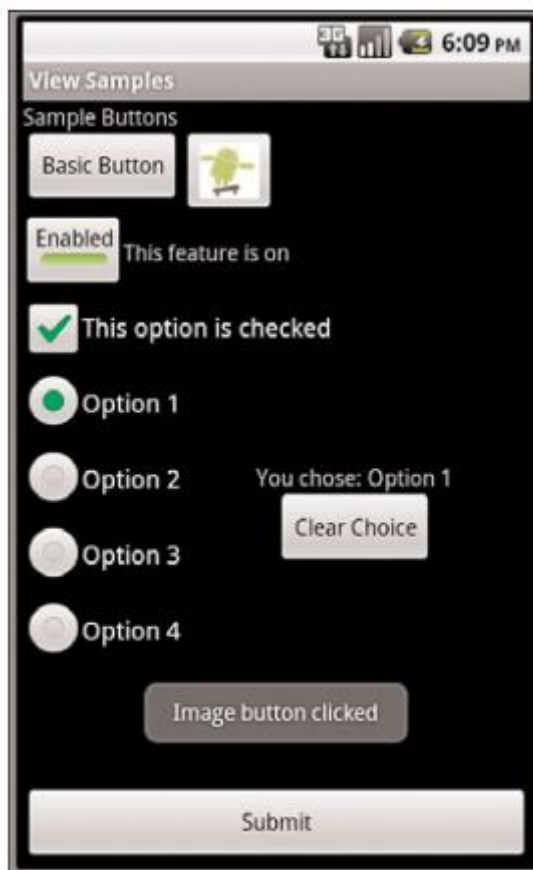 6:09 PM
View Samples
Sample Buttons
Basic Button
Enabled
This feature is on
This option is checked
Option 1
Option 2
You chose: Option 1
Clear Choice
Option 3
Option 4
Image button clicked
Submit